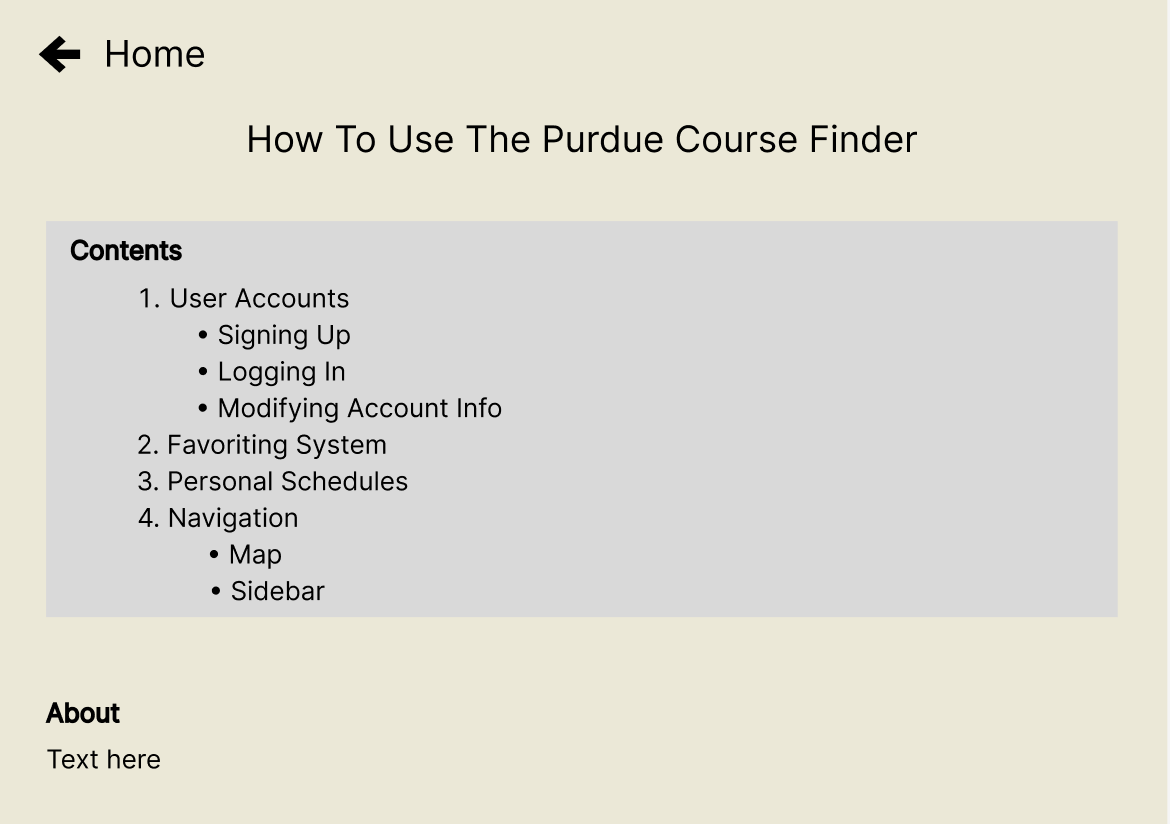 Home
How To Use The Purdue Course Finder
Contents
1. User Accounts
• Signing Up
• Logging In
• Modifying Account Info
2. Favoriting System
3. Personal Schedules
4. Navigation
• Map
• Sidebar
About
Text here